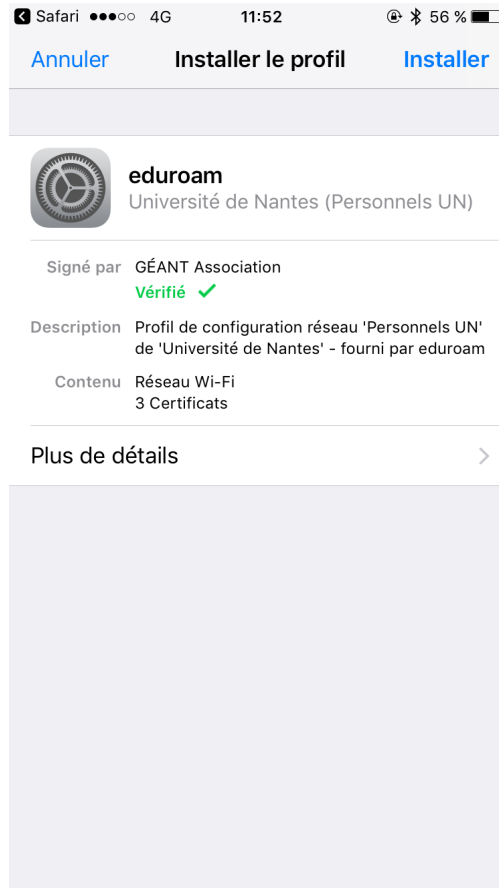 Safari 4G 11:52 56 %
Annuler Installer le profil Installer
eduroam
Université de Nantes (Personnels UN)
Signé par GÉANT Association
Vérifié
Description Profil de configuration réseau 'Personnels UN'
de 'Université de Nantes' - fourni par eduroam
Contenu Réseau Wi-Fi
3 Certificats
Plus de détails